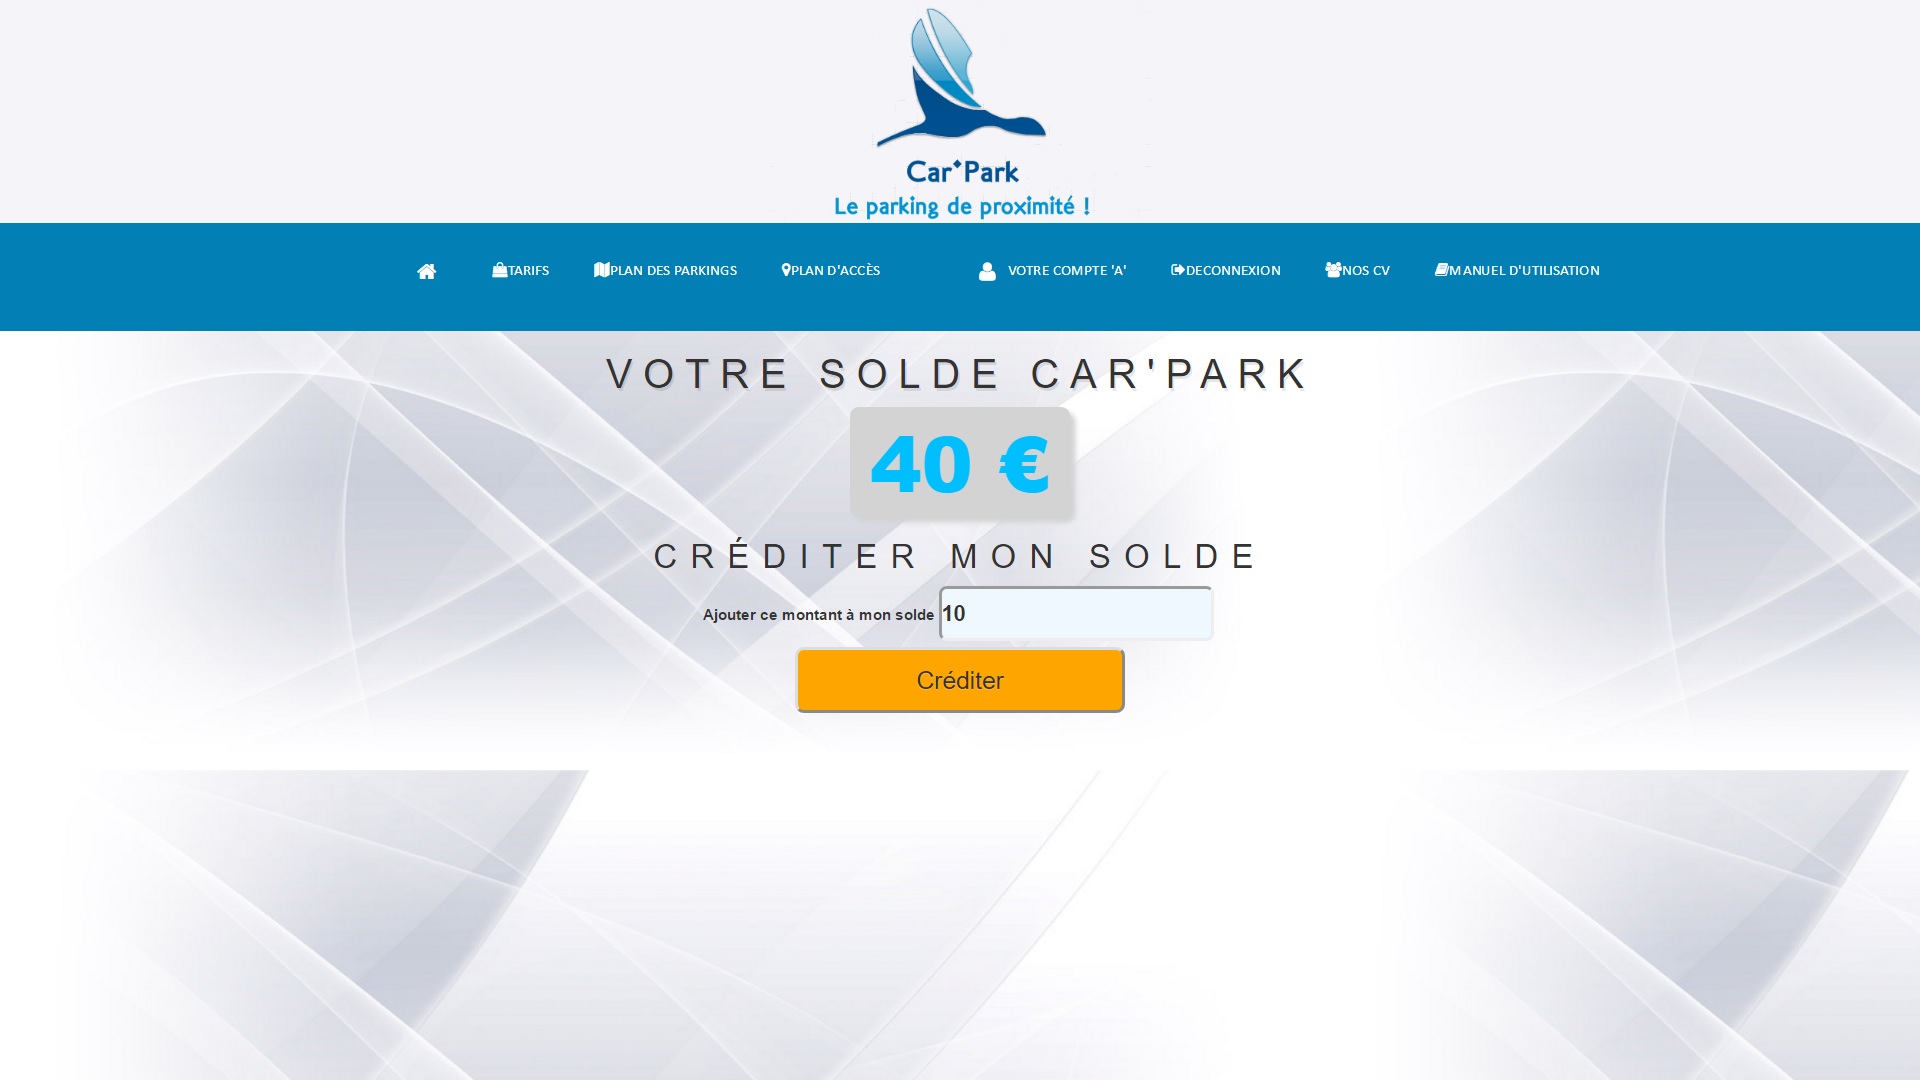 Car'Park
Le parking de proximité !
TARIFS PLAN DES PARKINGS PLAN D'ACCÈS VOTRE COMPTE 'A' DECONNEXION NOS CV MANUEL D'UTILISATION
VOTRE SOLDE CAR'PARK
40 €
CRÉDITER MON SOLDE
Ajouter ce montant à mon solde 10
Créditer